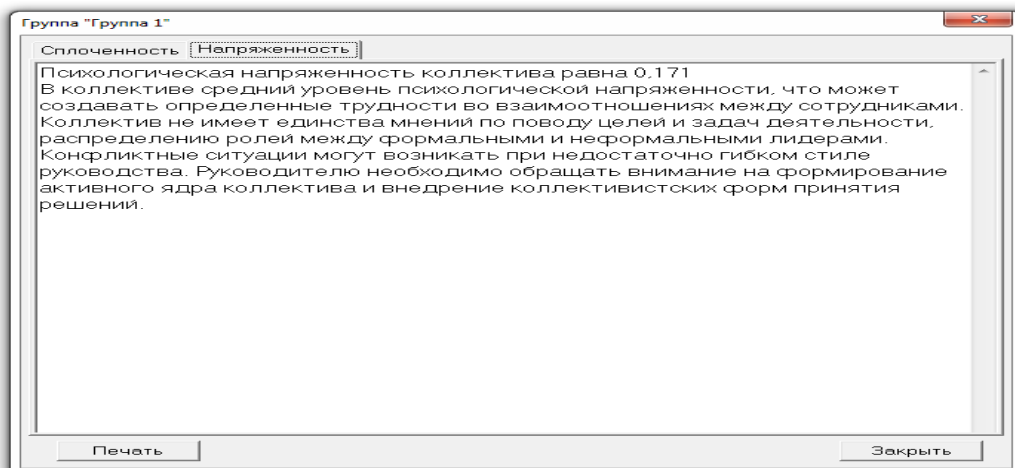 Группа "Группа 1"
Сплоченность Напряженность
Психологическая напряженность коллектива равна 0,171
В коллективе средний уровень психологической напряженности, что может
создавать определенные трудности во взаимоотношениях между сотрудниками.
Коллектив не имеет единства мнений по поводу целей и задач деятельности,
распределению ролей между формальными и неформальными лидерами.
Конфликтные ситуации могут возникать при недостаточно гибком стиле
руководства. Руководителю необходимо обращать внимание на формирование
активного ядра коллектива и внедрение коллективистских форм принятия
решений.
Печать Закрыть